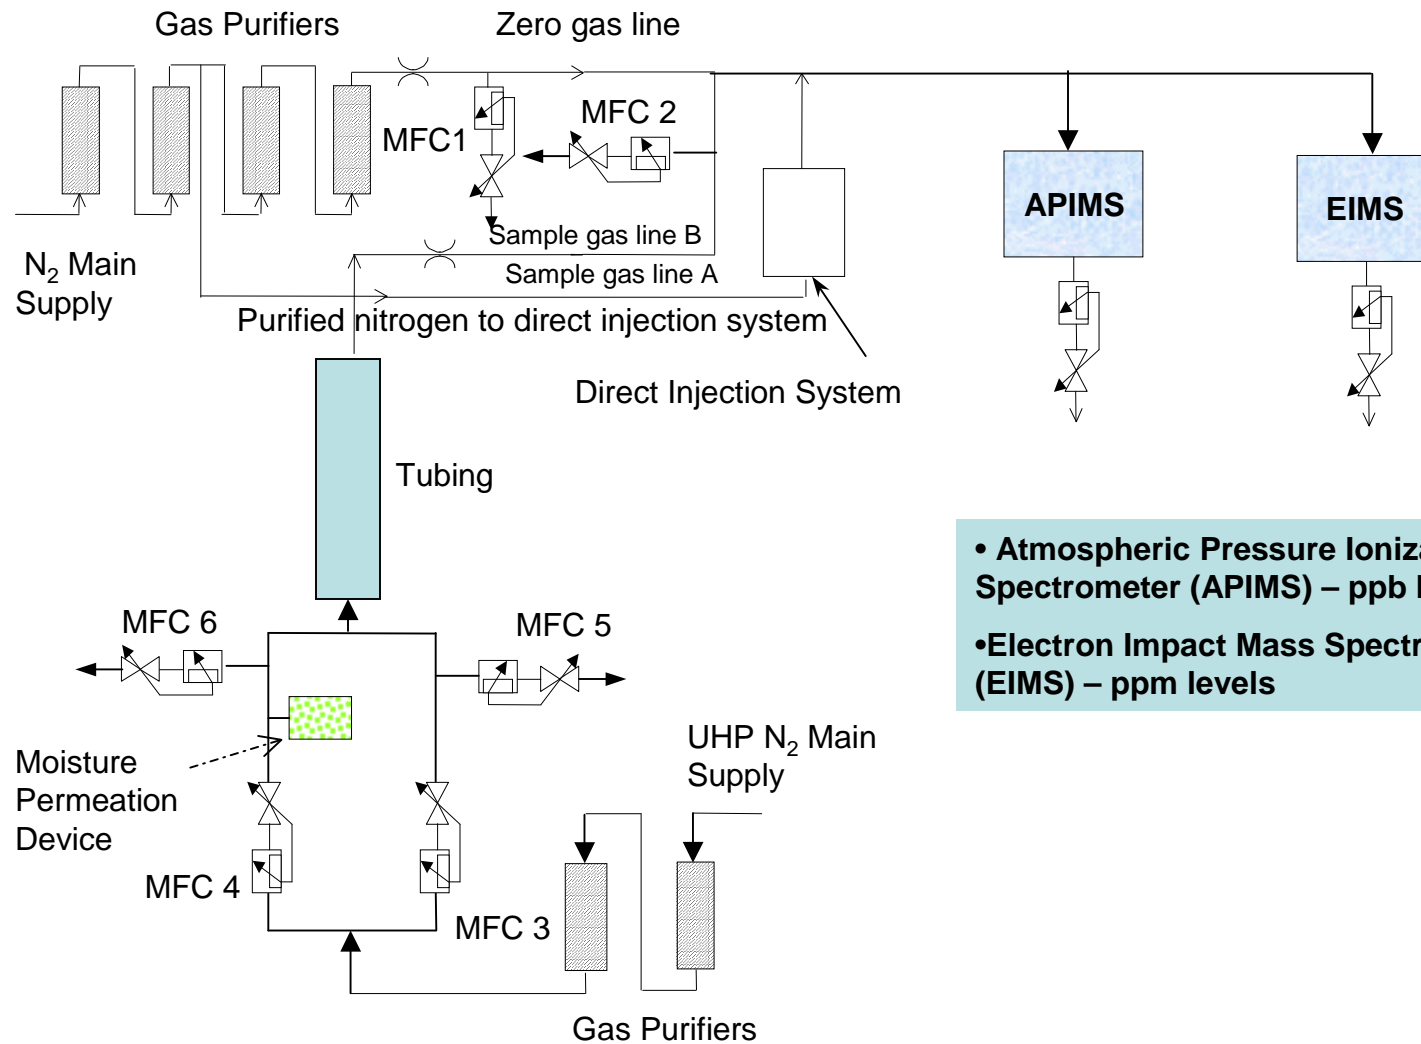 Gas Purifiers
Zero gas line
MFC1
MFC 2
APIMS
EIMS
Sample gas line B
Sample gas line A
N₂ Main
Supply
Purified nitrogen to direct injection system
Direct Injection System
Tubing
• Atmospheric Pressure
Spectrometer (APIMS) – ppb
•Electron Impact Mass
(EIMS) – ppm levels
MFC 6
MFC 5
Moisture
Permeation
Device
UHP N₂ Main
Supply
MFC 4
MFC 3
Gas Purifiers